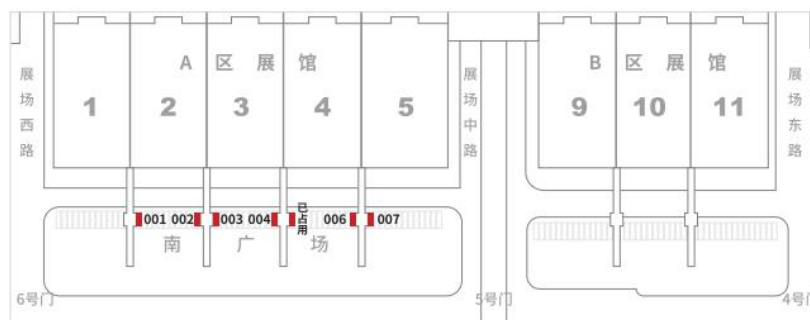 A 区 展 馆
B 区 展 馆
展场西路
1
2
3
4
5
展场中路
9
10
11
展场东路
001 002 003 004 已占用 006 007
南 广 场
6号门
5号门
4号门